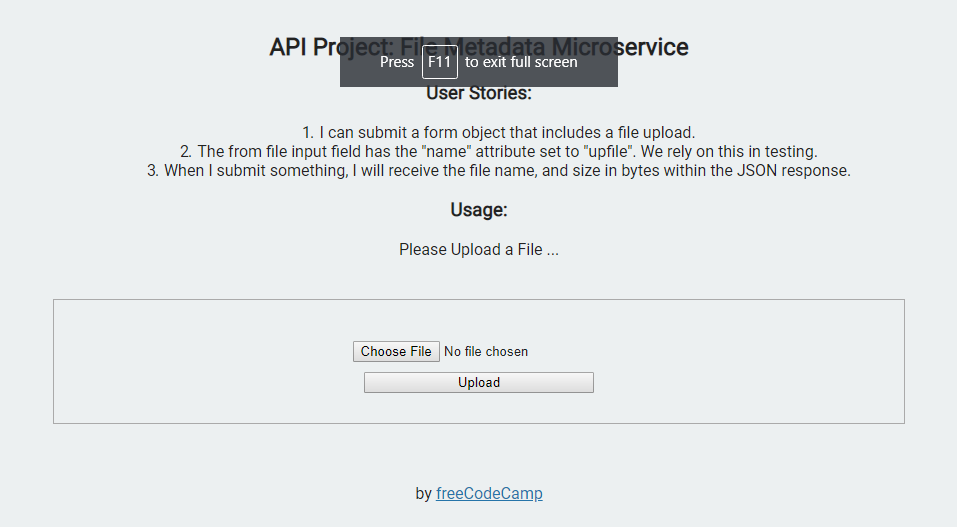 API Project: File Metadata Microservice
Press F11 to exit full screen
User Stories:
1. I can submit a form object that includes a file upload.
2. The from file input field has the "name" attribute set to "upfile". We rely on this in testing.
3. When I submit something, I will receive the file name, and size in bytes within the JSON response.
Usage:
Please Upload a File ...
Choose File No file chosen
Upload
by freeCodeCamp